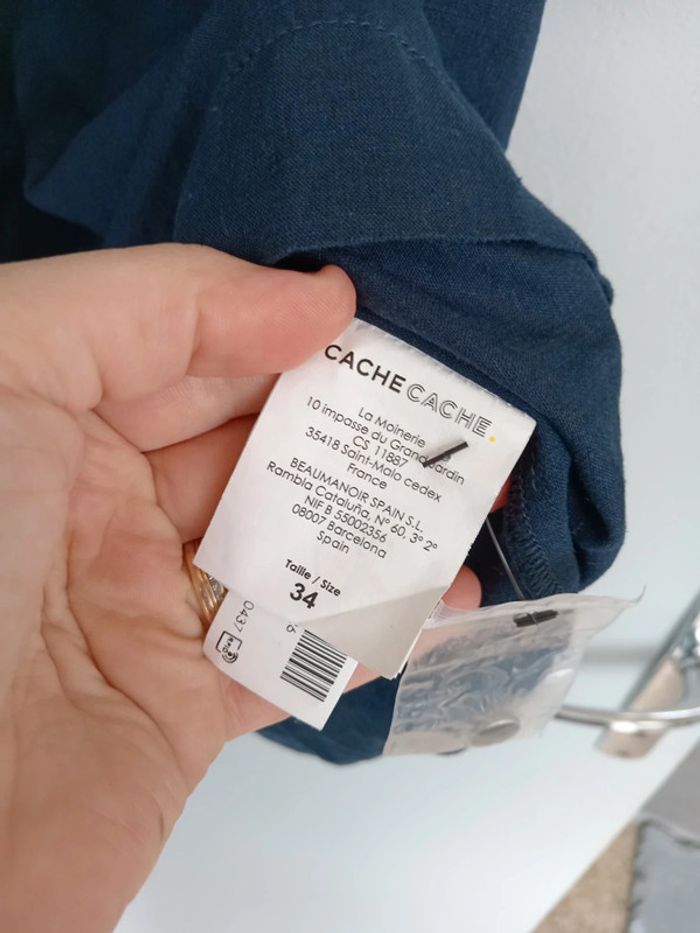 CACHE CACHE.
La Moinerie
10 impasse du Grand Jardin
CS 11887
35418 Saint-Malo cedex
France
BEAUMANOIR SPAIN S.L.
Rambla Cataluña, Nº 60, 3º 2º
NIF B 55002356
08007 Barcelona
Spain
Taille / Size
34
0437